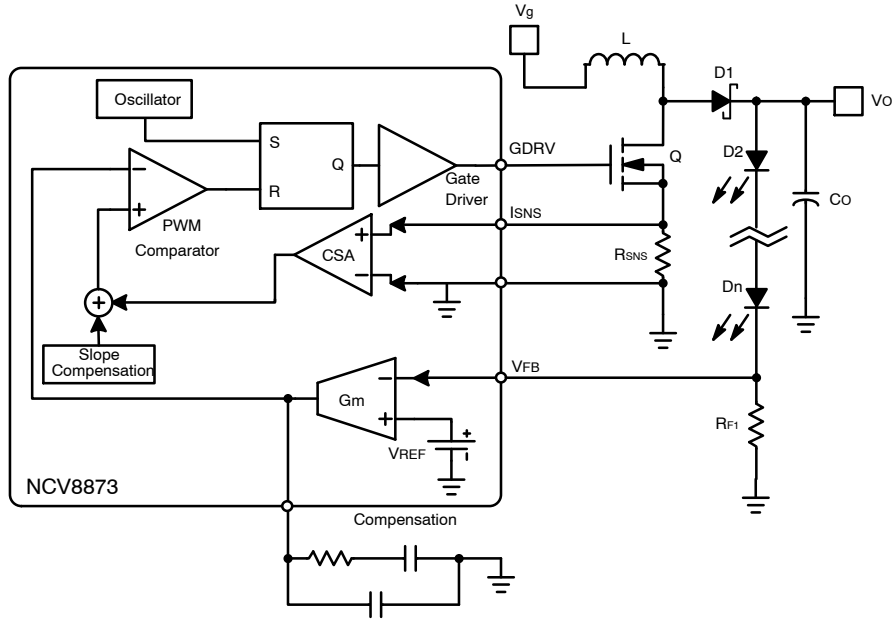 Vg
L
D1
VO
Oscillator
S
Q
R
GDRV
Q
D2
CO
Gate
Driver
−
+
PWM
Comparator
ISNS
+
−
CSA
RSNS
Dn
+
Slope
Compensation
VFB
−
+
Gm
VREF
+
−
RF1
NCV8873
Compensation